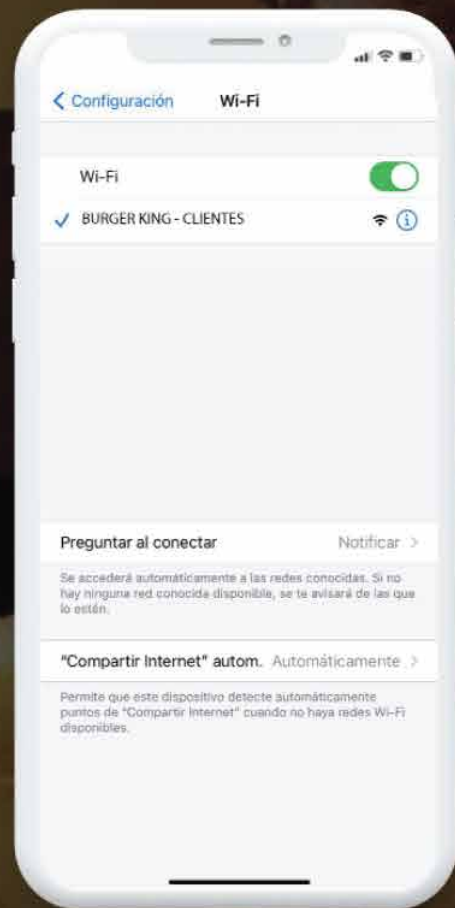 Configuración Wi-Fi
Wi-Fi
BURGER KING - CLIENTES
Preguntar al conectar Notificar
Se accederá automáticamente a las redes conocidas. Si no
hay ninguna red conocida disponible, se te avisará de las que
lo estén.
"Compartir Internet" autom. Automáticamente
Permite que este dispositivo detecte automáticamente
puntos de "Compartir Internet" cuando no haya redes Wi-Fi
disponibles.